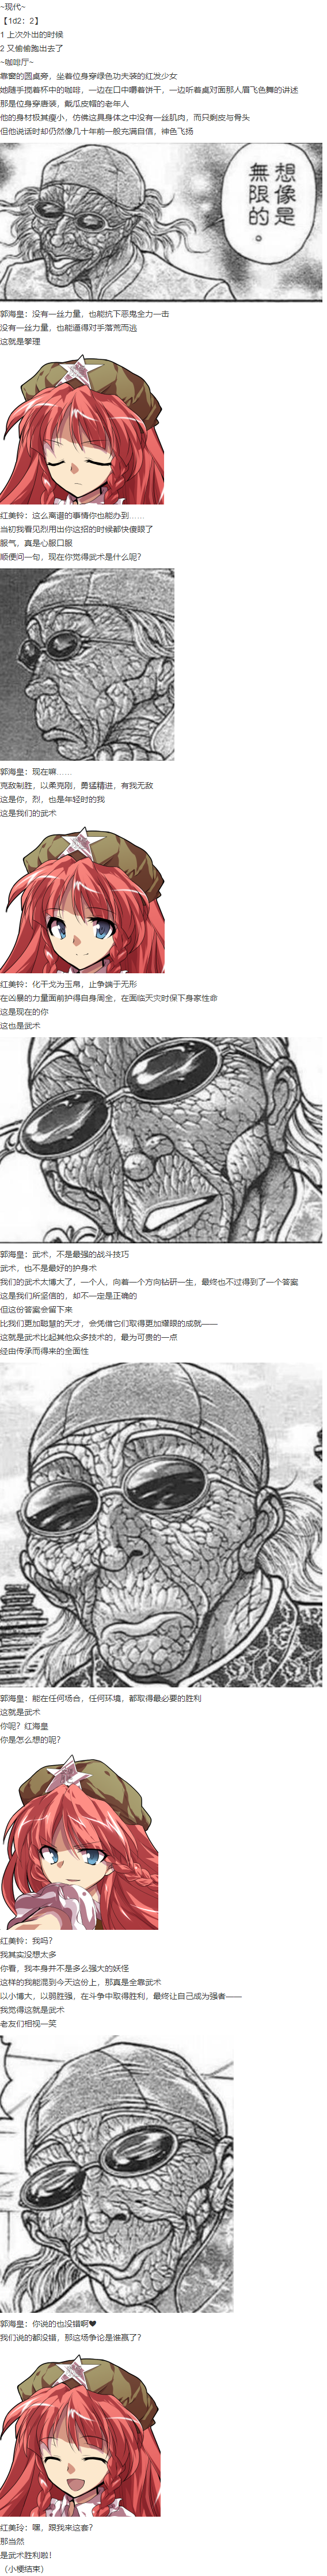 ~现代~
【1d2：2】
1 上次外出的时候
2 又偷偷跑出去了
~咖啡厅~
靠窗的圆桌旁，坐着位身穿绿色功夫装的红发少女
她随手搅着杯中的咖啡，一边在口中嚼着饼干，一边听着桌对面那人眉飞色舞的讲述
那是位身穿唐装，戴瓜皮帽的老年人
他的身材极其瘦小，仿佛这具身体之中没有一丝肌肉，而只剩皮与骨头
但他说话时却仍然像几十年前一般充满自信，神色飞扬
想像是
無限的。
郭海皇：没有一丝力量，也能抗下恶鬼全力一击
没有一丝力量，也能逼得对手落荒而逃
这就是拳理
红美铃：这么离谱的事情你也能办到……
当初我看见烈用出你这招的时候都快傻眼了
服气，真是心服口服
顺便问一句，现在你觉得武术是什么呢？
郭海皇：现在嘛……
克敌制胜，以柔克刚，勇猛精进，有我无敌
这是你，烈，也是年轻时的我
这是我们的武术
红美铃：化干戈为玉帛，止争端于无形
在凶暴的力量面前护得自身周全，在面临天灾时保下身家性命
这是现在的你
这也是武术
郭海皇：武术，不是最强的战斗技巧
武术，也不是最好的护身术
我们的武术太博大了，一个人，向着一个方向钻研一生，最终也不过得到了一个答案
这是我们所坚信的，却不一定是正确的
但这份答案会留下来
比我们更加聪慧的天才，会凭借它们取得更加耀眼的成就——
这就是武术比起其他众多技术的，最为可贵的一点
经由传承而得来的全面性
郭海皇：能在任何场合，任何环境，都取得最必要的胜利
这就是武术
你呢？红海皇
你是怎么想的呢？
红美铃：我吗？
我其实没想太多
你看，我本身并不是多么强大的妖怪
这样的我能混到今天这份上，那真是全靠武术
以小博大，以弱胜强，在斗争中取得胜利，最终让自己成为强者——
我觉得这就是武术
老友们相视一笑
郭海皇：你说的也没错啊♥
我们说的都没错，那这场争论是谁赢了？
红美玲：嘿，跟我来这套？
那当然
是武术胜利啦！
（小梗结束）